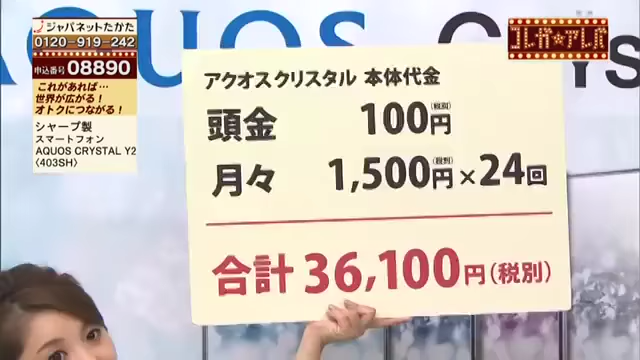 ジャパネットたかた
0120-919-242
申込番号 08890
これがあれば…
世界が広がる！
オトクにつながる！
シャープ製
スマートフォン
AQUOS CRYSTAL Y2
〈403SH〉
コレガ★アレバ
AQUOS CRYS
アクオスクリスタル 本体代金
頭金 100円(税別)
月々 1,500円(税別)×24回
合計 36,100円(税別)